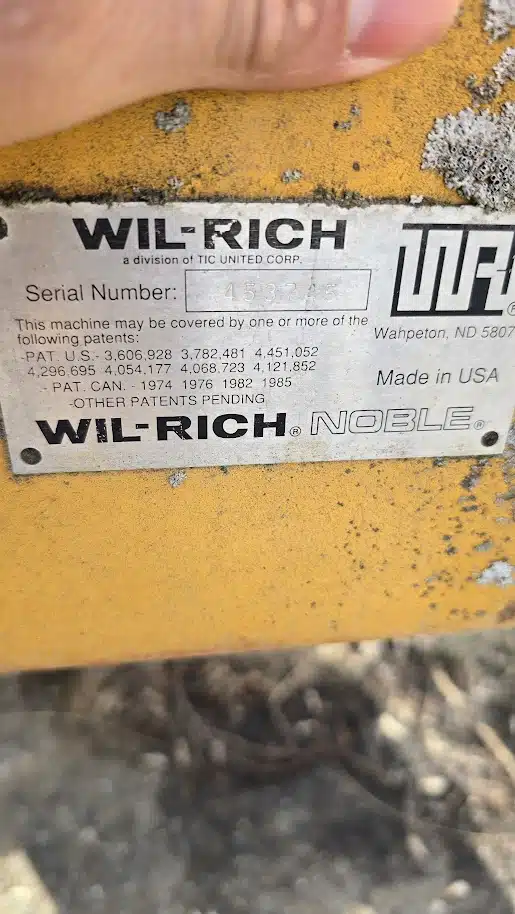 WIL-RICH
a division of TIC UNITED CORP.
Serial Number:
This machine may be covered by one or more of the
following patents:
-PAT. U.S.- 3,606,928 3,782,481 4,451,052
4,296,695 4,054,177 4,068,723 4,121,852
- PAT. CAN. - 1974 1976 1982 1985
-OTHER PATENTS PENDING
WIL-RICH® NOBLE®
WR®
Wahpeton, ND 5807
Made in USA